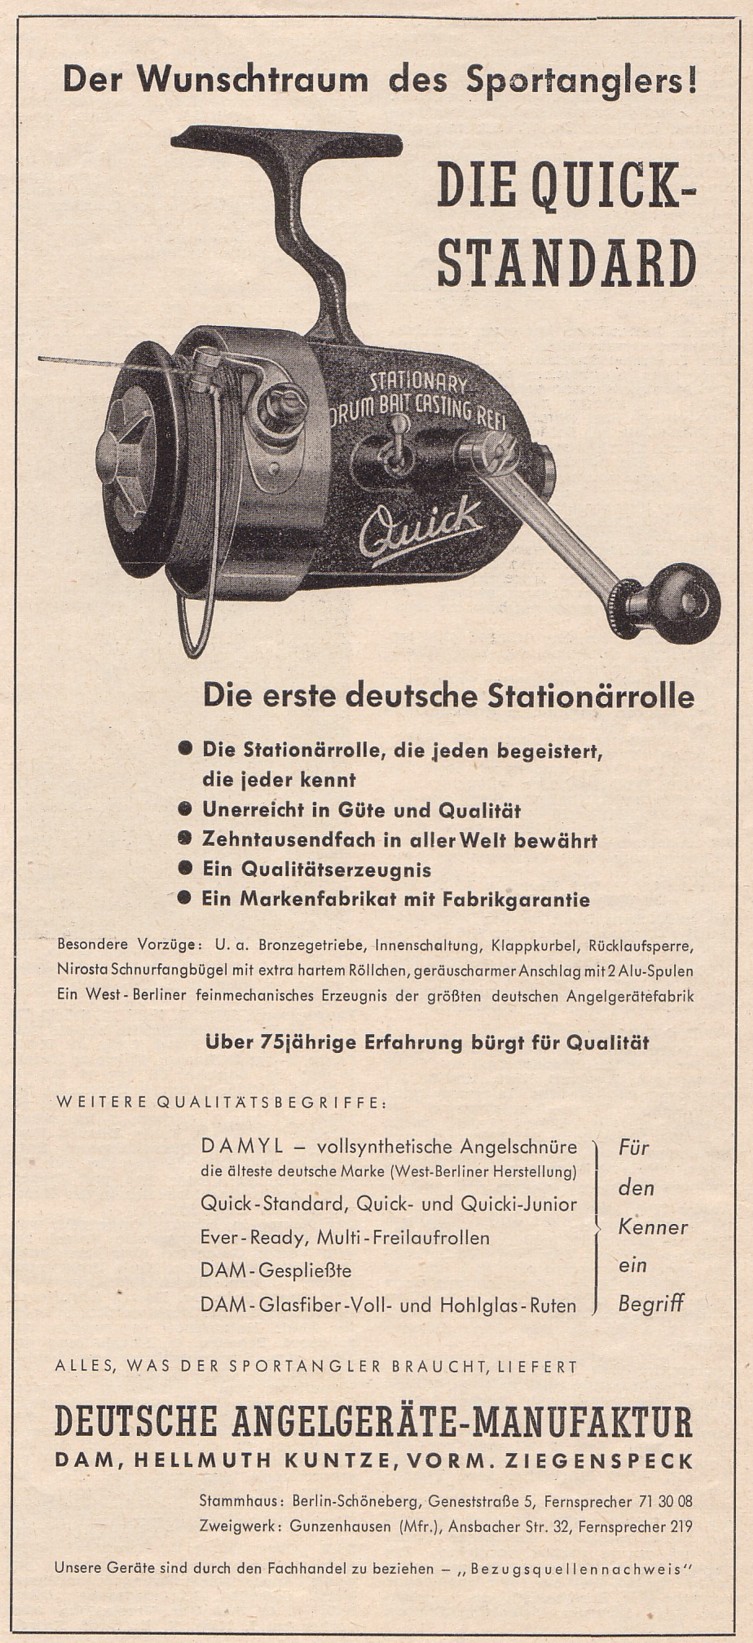 Der Wunschtraum des Sportanglers!
DIE QUICK-
STANDARD
STATIONARY
DRUM BAIT CASTING REEL
Quick
Die erste deutsche Stationärrolle
● Die Stationärrolle, die jeden begeistert,
die jeder kennt
● Unerreicht in Güte und Qualität
● Zehntausendfach in aller Welt bewährt
● Ein Qualitätserzeugnis
● Ein Markenfabrikat mit Fabrikgarantie
Besondere Vorzüge: U. a. Bronzegetriebe, Innenschaltung, Klappkurbel, Rücklaufsperre,
Nirosta Schnurfangbügel mit extra hartem Röllchen, geräuscharmer Anschlag mit 2 Alu-Spulen
Ein West-Berliner feinmechanisches Erzeugnis der größten deutschen Angelgerätefabrik
Über 75jährige Erfahrung bürgt für Qualität
WEITERE QUALITÄTSBEGRIFFE:
DAMYL – vollsynthetische Angelschnüre
die älteste deutsche Marke (West-Berliner Herstellung)
Quick-Standard, Quick- und Quicki-Junior
Ever-Ready, Multi-Freilaufrollen
DAM-Gespließte
DAM-Glasfiber-Voll- und Hohlglas-Ruten
Für
den
Kenner
ein
Begriff
ALLES, WAS DER SPORTANGLER BRAUCHT, LIEFERT
DEUTSCHE ANGELGERÄTE-MANUFAKTUR
DAM, HELLMUTH KUNTZE, VORM. ZIEGENSPECK
Stammhaus: Berlin-Schöneberg, Geneststraße 5, Fernsprecher 71 30 08
Zweigwerk: Gunzenhausen (Mfr.), Ansbacher Str. 32, Fernsprecher 219
Unsere Geräte sind durch den Fachhandel zu beziehen – „Bezugsquellennachweis“